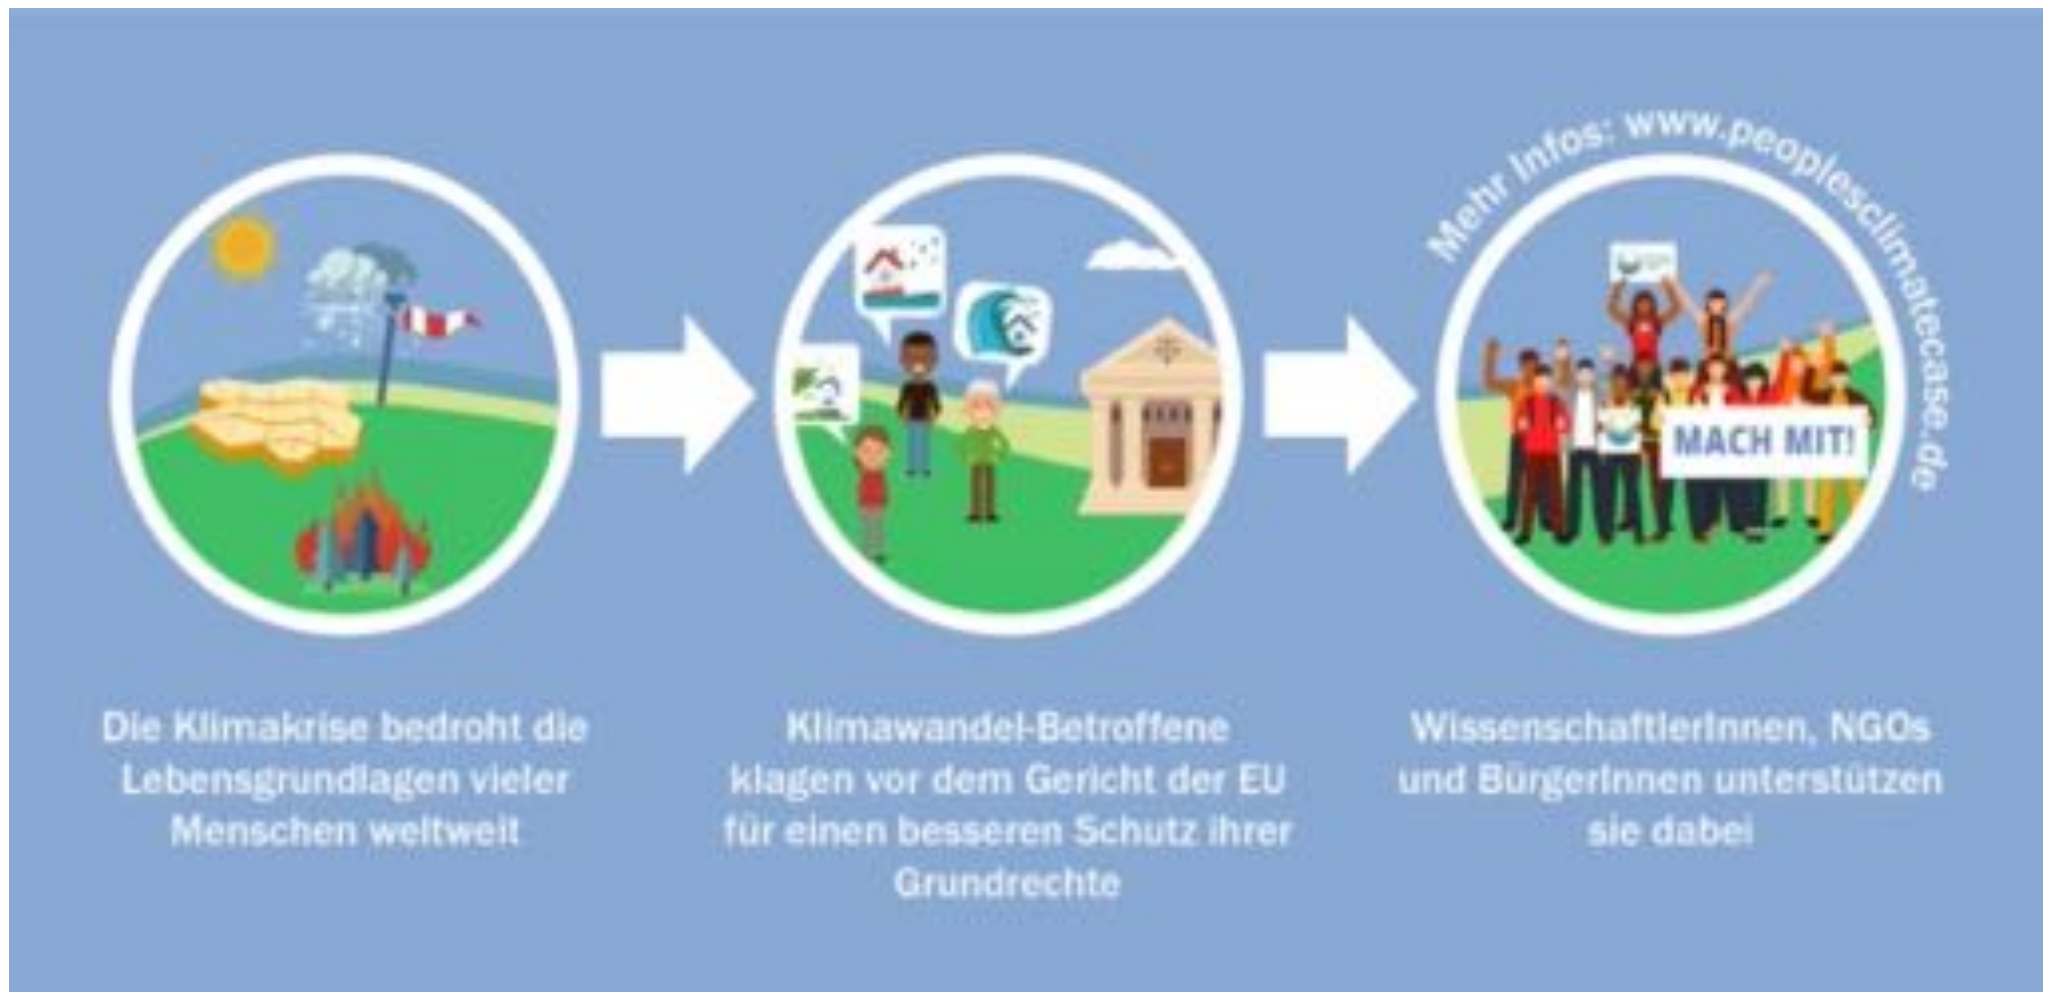 Mehr Infos: www.peoplesclimatecase.de
MACH MIT!
Die Klimakrise bedroht die
Lebensgrundlagen vieler
Menschen weltweit
Klimawandel-Betroffene
klagen vor dem Gericht der EU
für einen besseren Schutz ihrer
Grundrechte
WissenschaftlerInnen, NGOs
und BürgerInnen unterstützen
sie dabei